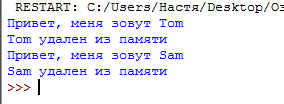 RESTART: C:/Users/Настя/Desktop/Оз
Привет, меня зовут Tom
Tom удален из памяти
Привет, меня зовут Sam
Sam удален из памяти
>>>